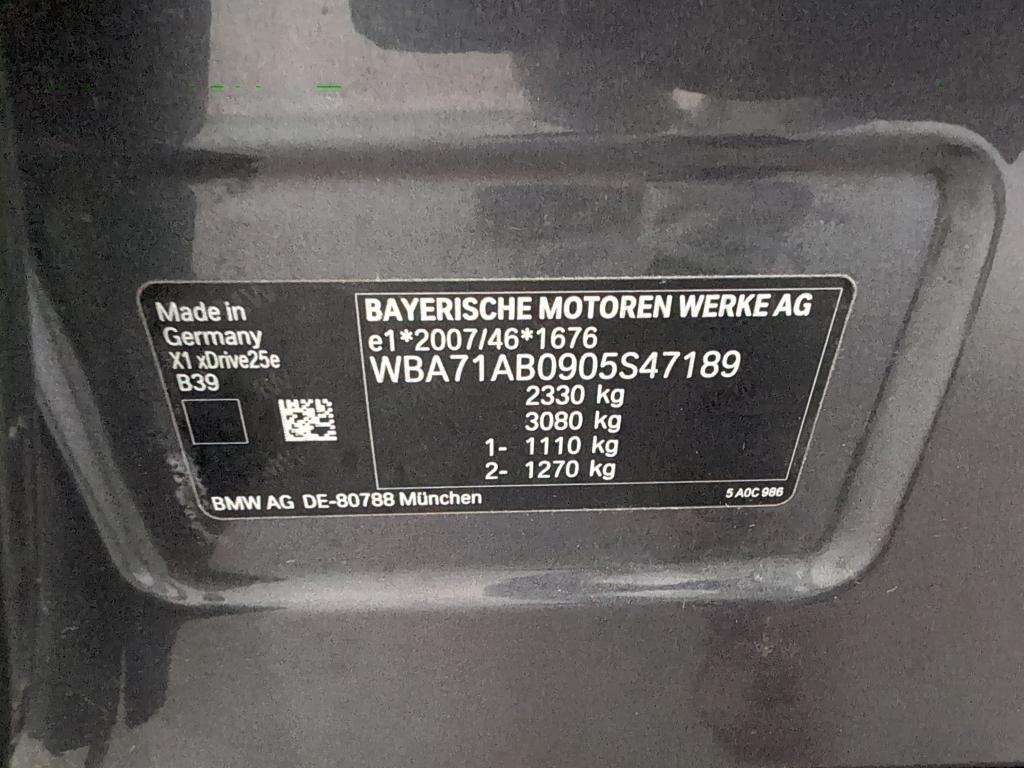 Made in
Germany
X1 xDrive25e
B39
BAYERISCHE MOTOREN WERKE AG
e1*2007/46*1676
WBA71AB0905S47189
2330 kg
3080 kg
1- 1110 kg
2- 1270 kg
BMW AG DE-80788 München
5 A0C 986